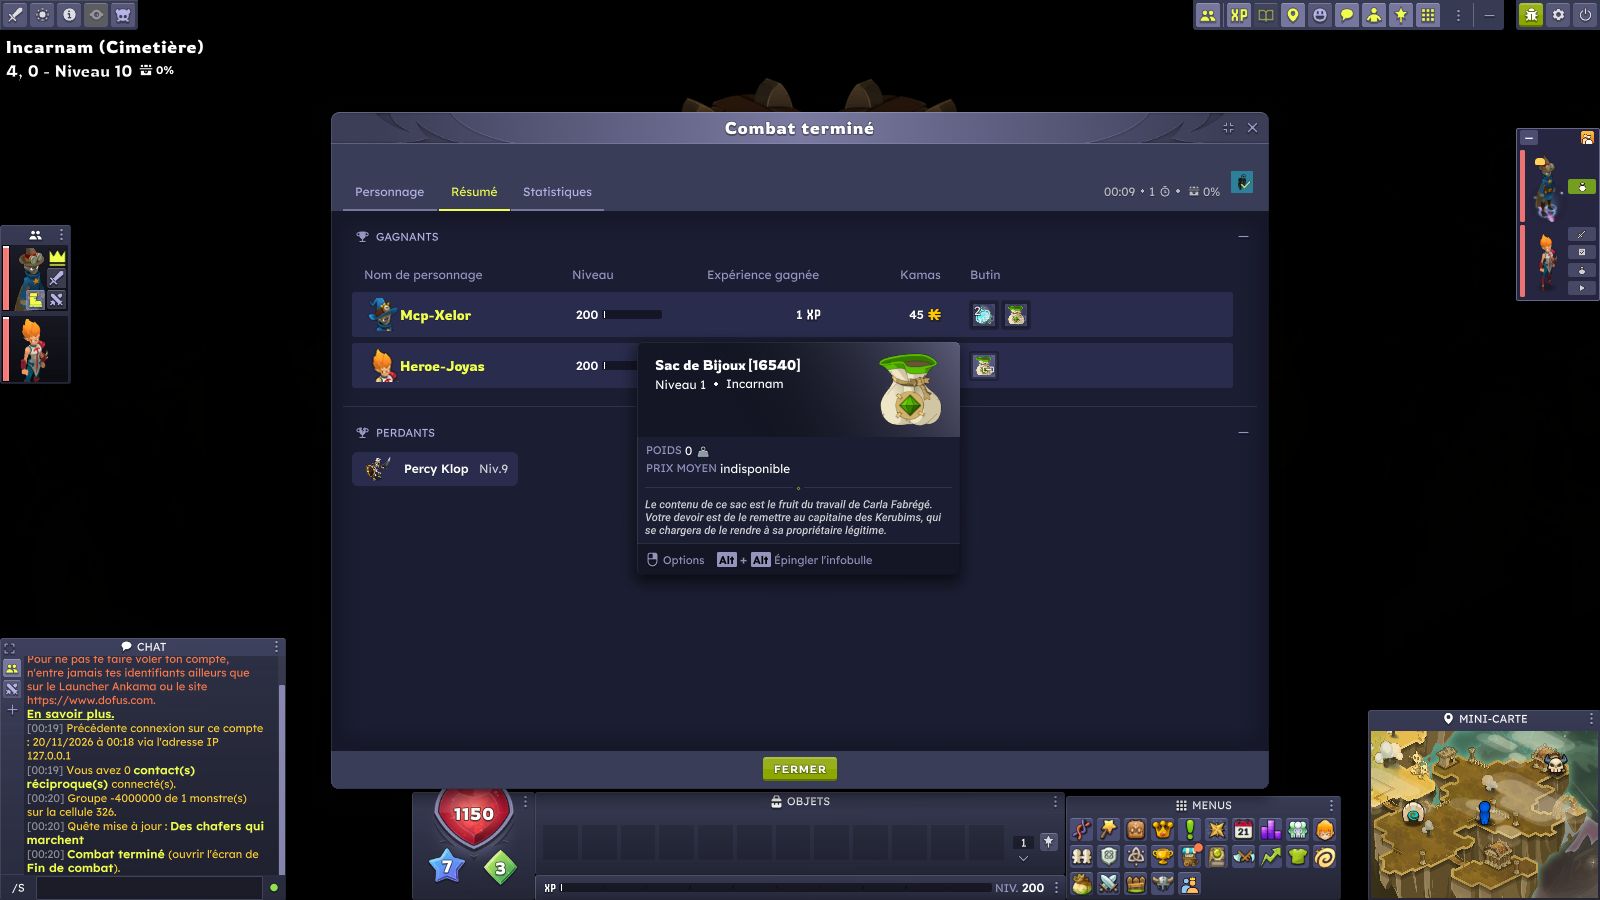 XP
Incarnam (Cimetière)
4, 0 - Niveau 10 0%
Combat terminé
Personnage
Résumé
Statistiques
00:09 • 1 • 0%
GAGNANTS
Nom de personnage
Niveau
Expérience gagnée
Kamas
Butin
Mcp-Xelor
200
1 XP
45
2
Heroe-Joyas
200
Sac de Bijoux [16540]
Niveau 1 • Incarnam
POIDS 0
PRIX MOYEN indisponible
Le contenu de ce sac est le fruit du travail de Carla Fabrégé.
Votre devoir est de le remettre au capitaine des Kerubims, qui
se chargera de le rendre à sa propriétaire légitime.
Options
Alt + Alt Épingler l'infobulle
PERDANTS
Percy Klop Niv.9
FERMER
CHAT
Pour ne pas te faire voler ton compte,
n'entre jamais tes identifiants ailleurs que
sur le Launcher Ankama ou le site
https://www.dofus.com.
En savoir plus.
[00:19] Précédente connexion sur ce compte
: 20/11/2026 à 00:18 via l'adresse IP
127.0.0.1
[00:19] Vous avez 0 contact(s)
réciproque(s) connecté(s).
[00:20] Groupe -4000000 de 1 monstre(s)
sur la cellule 326.
[00:20] Quête mise à jour : Des chafers qui
marchent
[00:20] Combat terminé (ouvrir l'écran de
Fin de combat).
/S
1150
7
3
OBJETS
1
XP
NIV. 200
MENUS
21
MINI-CARTE